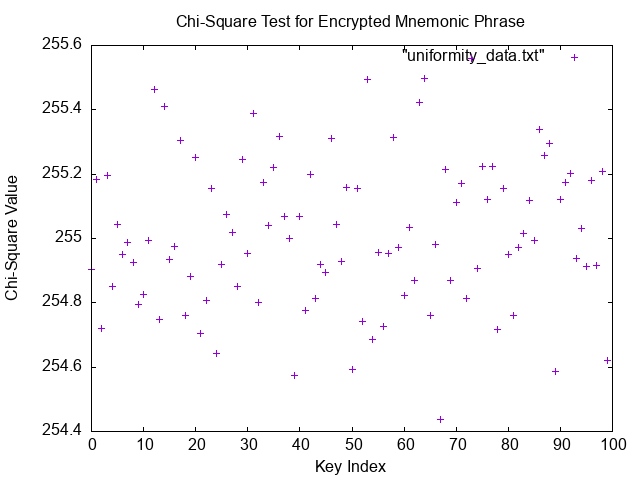 Chi-Square Test for Encrypted Mnemonic Phrase
"uniformity_data.txt"
Chi-Square Value
255.6
255.4
255.2
255
254.8
254.6
254.4
0 10 20 30 40 50 60 70 80 90 100
Key Index